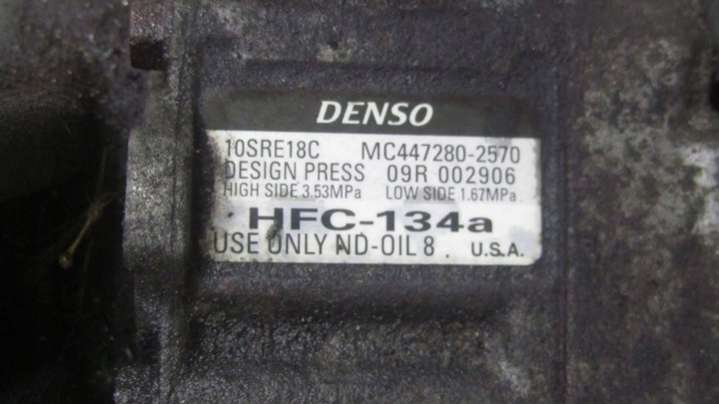 DENSO
10SRE18C MC447280-2570
DESIGN PRESS 09R 002906
HIGH SIDE 3.53MPa LOW SIDE 1.67MPa
HFC-134a
USE ONLY ND-OIL 8 U.S.A.